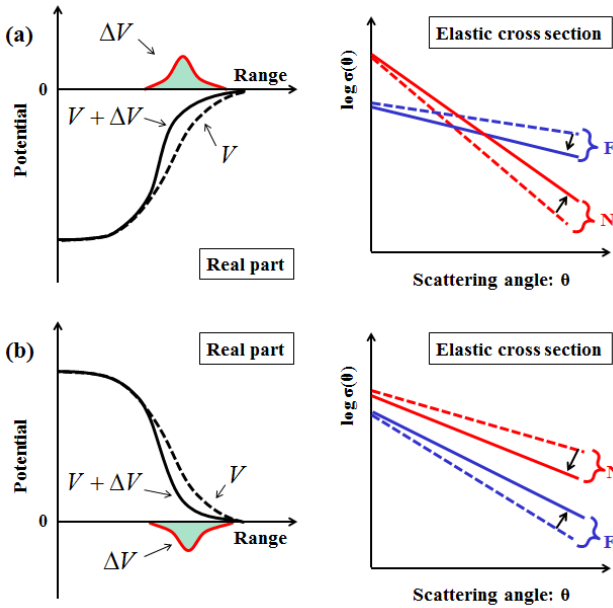 (a)
ΔV
Range
0
V + ΔV
V
Potential
Real part
Elastic cross section
log σ(θ)
F
N
Scattering angle: θ
(b)
Real part
V
V + ΔV
Potential
0
Range
ΔV
Elastic cross section
log σ(θ)
N
F
Scattering angle: θ